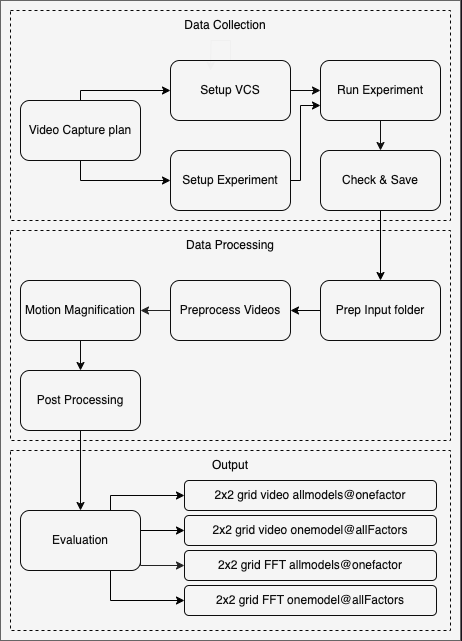 Data Collection
Setup VCS
Run Experiment
Video Capture plan
Setup Experiment
Check & Save
Data Processing
Motion Magnification
Preprocess Videos
Prep Input folder
Post Processing
Output
2x2 grid video allmodels@onefactor
2x2 grid video onemodel@allFactors
Evaluation
2x2 grid FFT allmodels@onefactor
2x2 grid FFT onemodel@allFactors